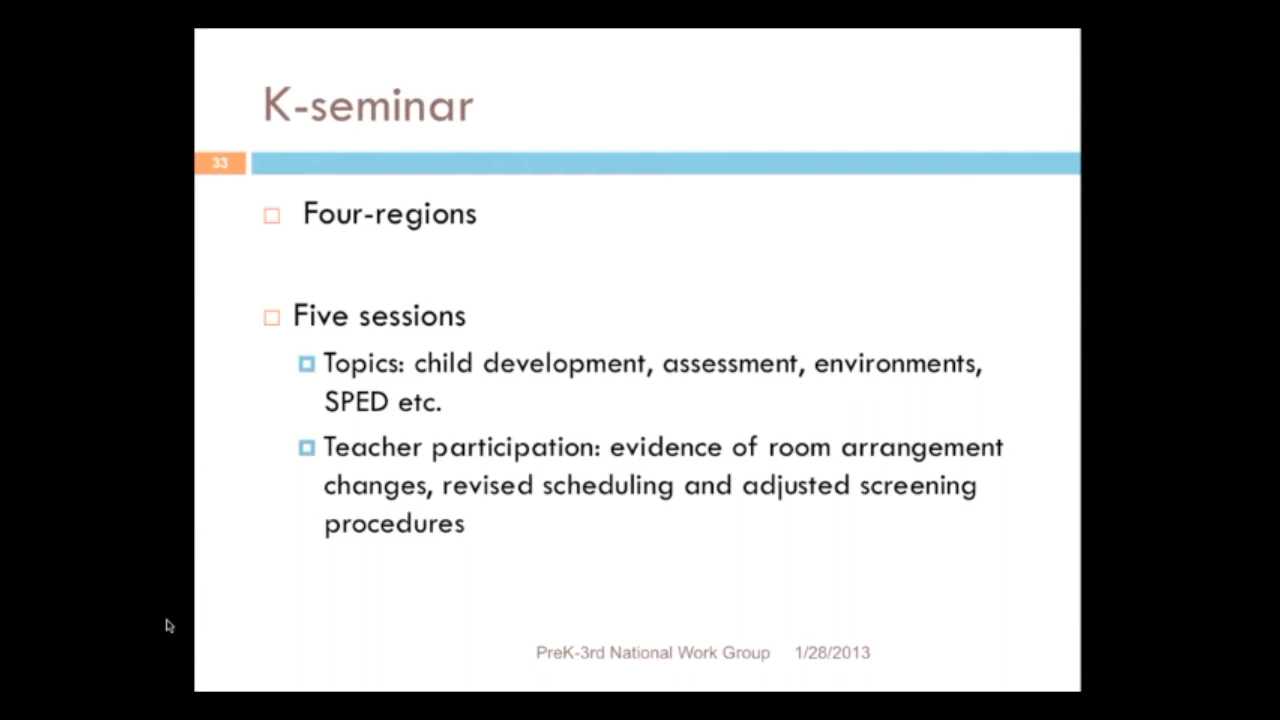 K-seminar
33
Four-regions
Five sessions
Topics: child development, assessment, environments,
SPED etc.
Teacher participation: evidence of room arrangement
changes, revised scheduling and adjusted screening
procedures
PreK-3rd National Work Group 1/28/2013